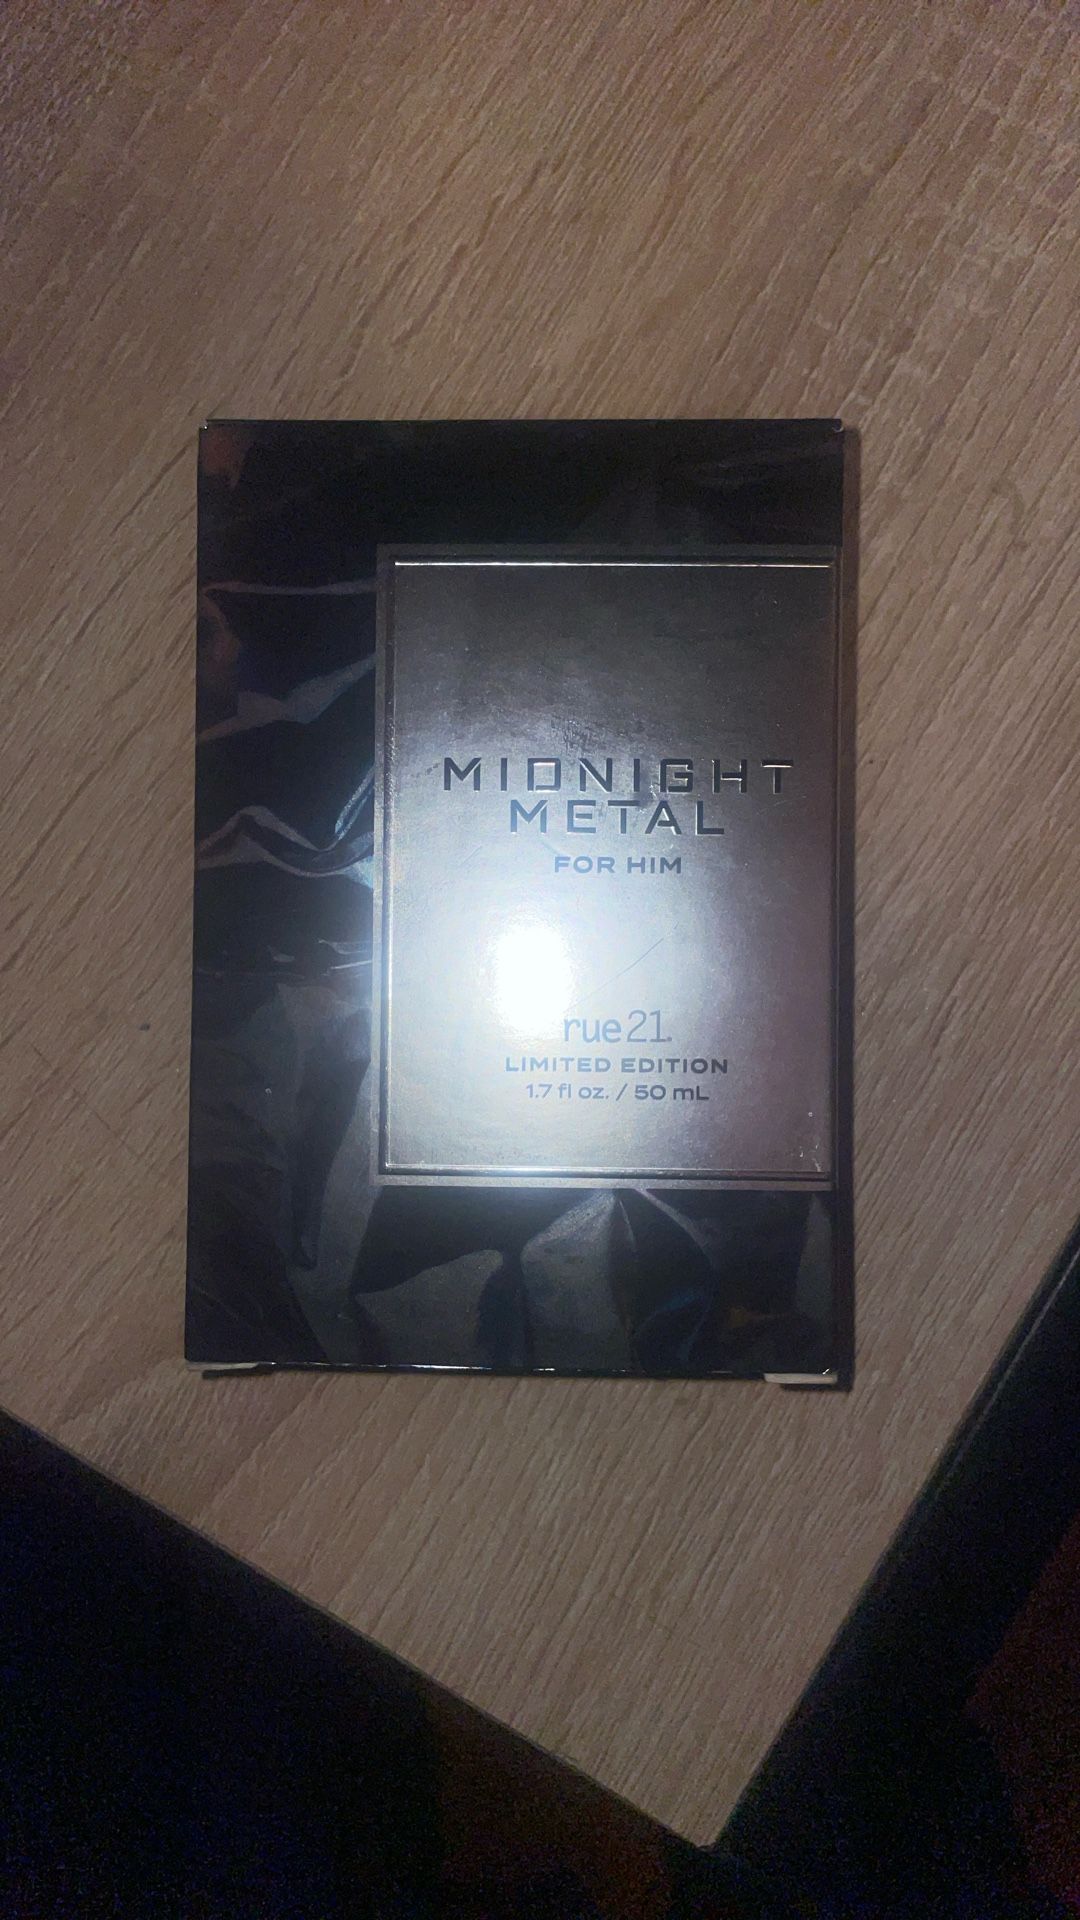 MIDNIGHT
METAL
FOR HIM
rue21.
LIMITED EDITION
1.7 fl oz. / 50 mL